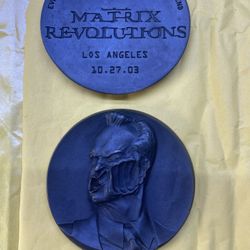 MATRIX
REVOLUTIONS
LOS ANGELES
10.27.03